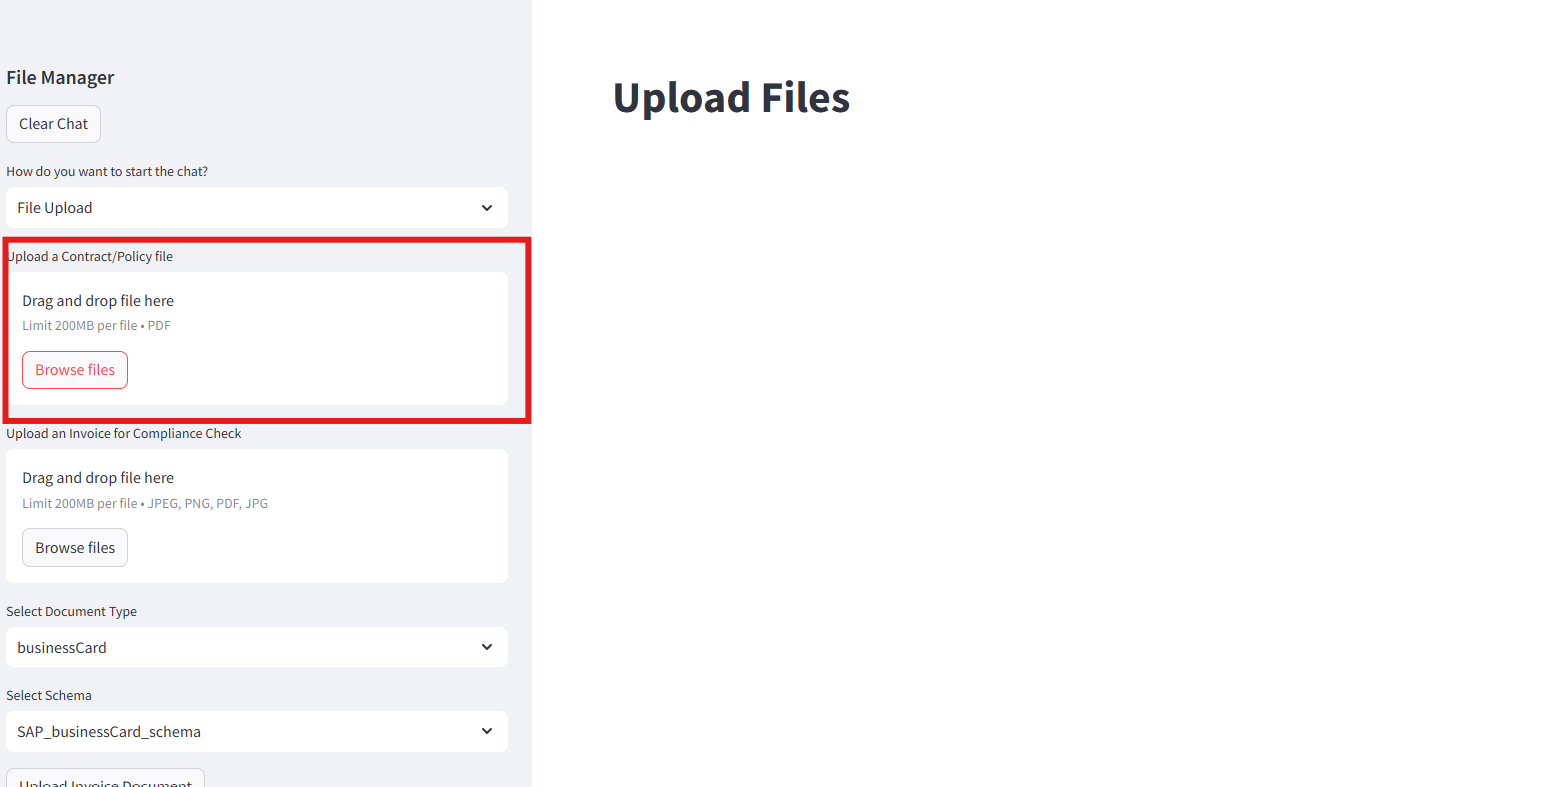 File Manager
Clear Chat
How do you want to start the chat?
File Upload
Upload a Contract/Policy file
Drag and drop file here
Limit 200MB per file • PDF
Browse files
Upload an Invoice for Compliance Check
Drag and drop file here
Limit 200MB per file • JPEG, PNG, PDF, JPG
Browse files
Select Document Type
businessCard
Select Schema
SAP_businessCard_schema
Upload Invoice Document
Upload Files